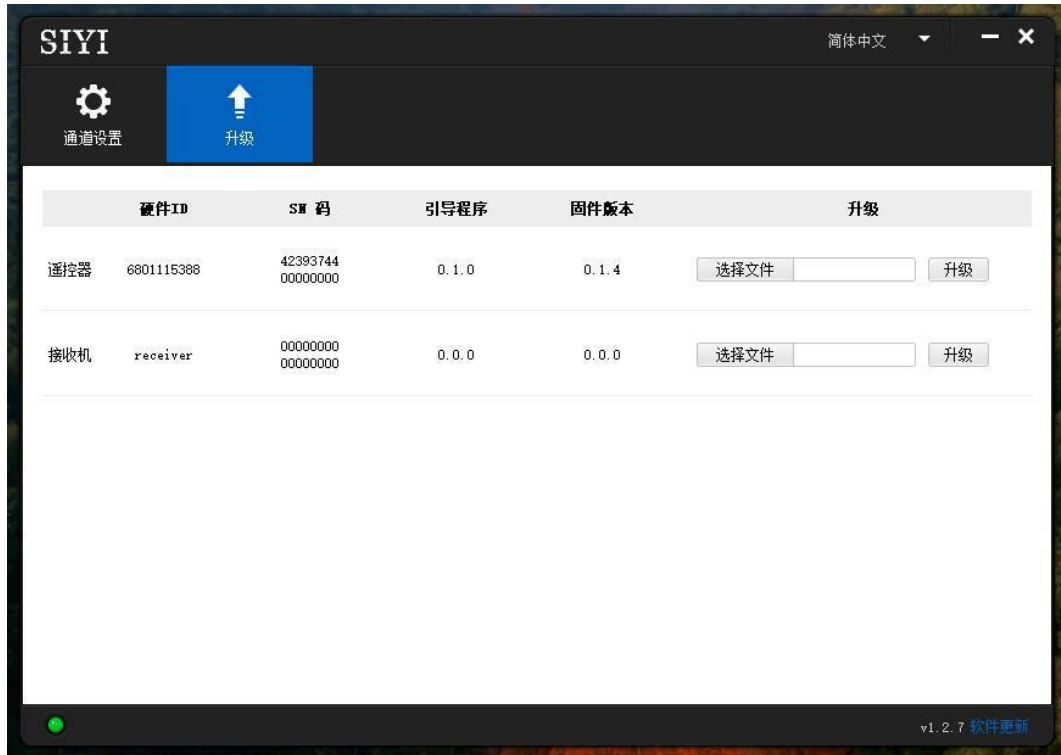 SIYI
简体中文
通道设置
升级
硬件ID SN 码 引导程序 固件版本 升级
遥控器 6801115388 42393744 00000000 0.1.0 0.1.4 选择文件 升级
接收机 receiver 00000000 00000000 0.0.0 0.0.0 选择文件 升级
v1.2.7 软件更新